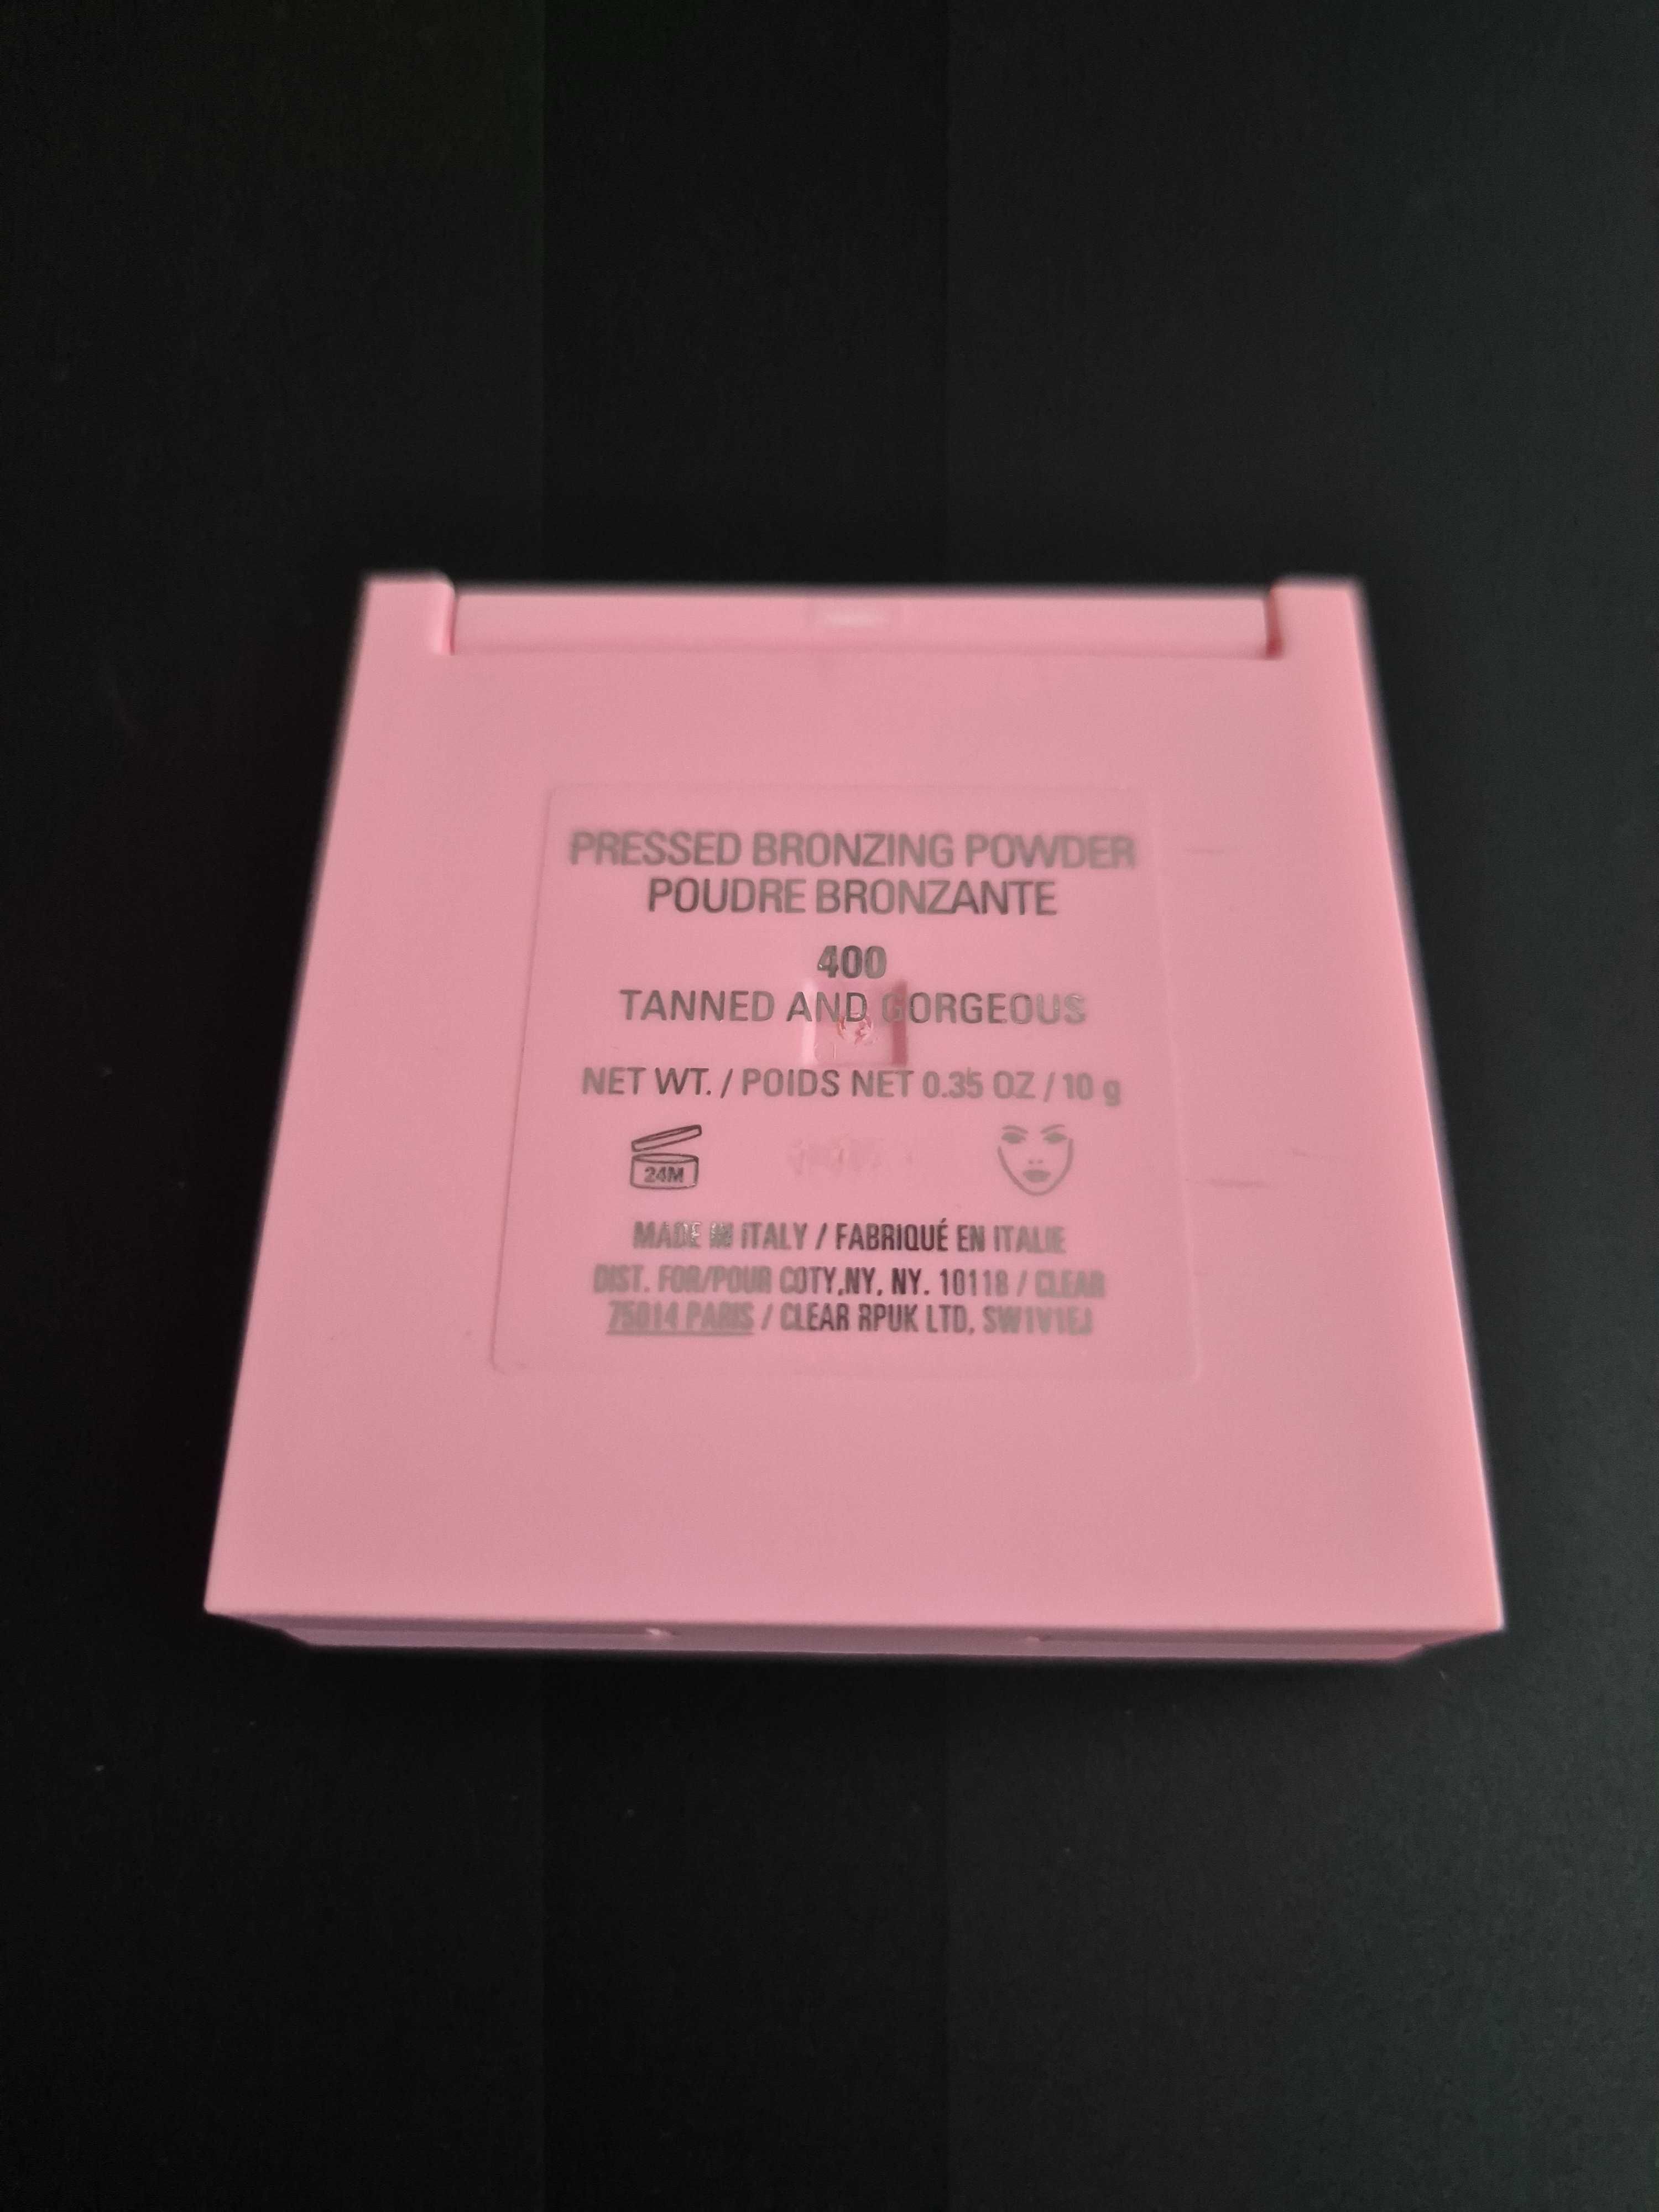 PRESSED BRONZING POWDER
POUDRE BRONZANTE
400
TANNED AND GORGEOUS
NET WT. / POIDS NET 0.35 OZ / 10 g
24M
MADE IN ITALY / FABRIQUÉ EN ITALIE
DIST. FOR/POUR COTY,NY, NY. 10118 / CLEAR
75014 PARIS / CLEAR RPUK LTD, SW1V1EJ